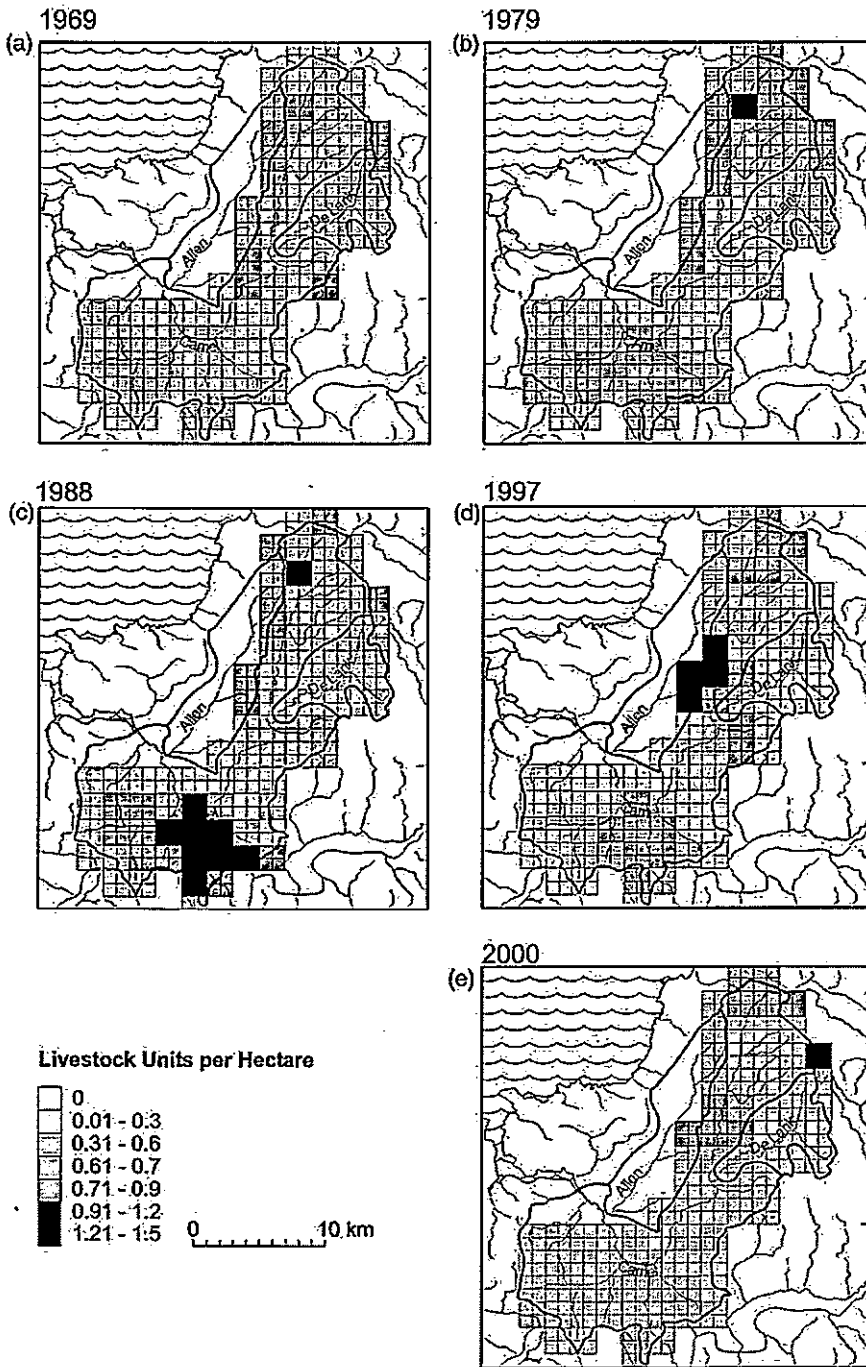 1969
(a)
Allen
De Lank
Camel
1979
(b)
Allen
De Lank
Camel
1988
(c)
Allen
De Lank
1997
(d)
Allen
De Lank
Camel
2000
(e)
Allen
De Lank
Camel
Livestock Units per Hectare
0
0.01 - 0.3
0.31 - 0.6
0.61 - 0.7
0.71 - 0.9
0.91 - 1.2
1.21 - 1.5
0 10 km